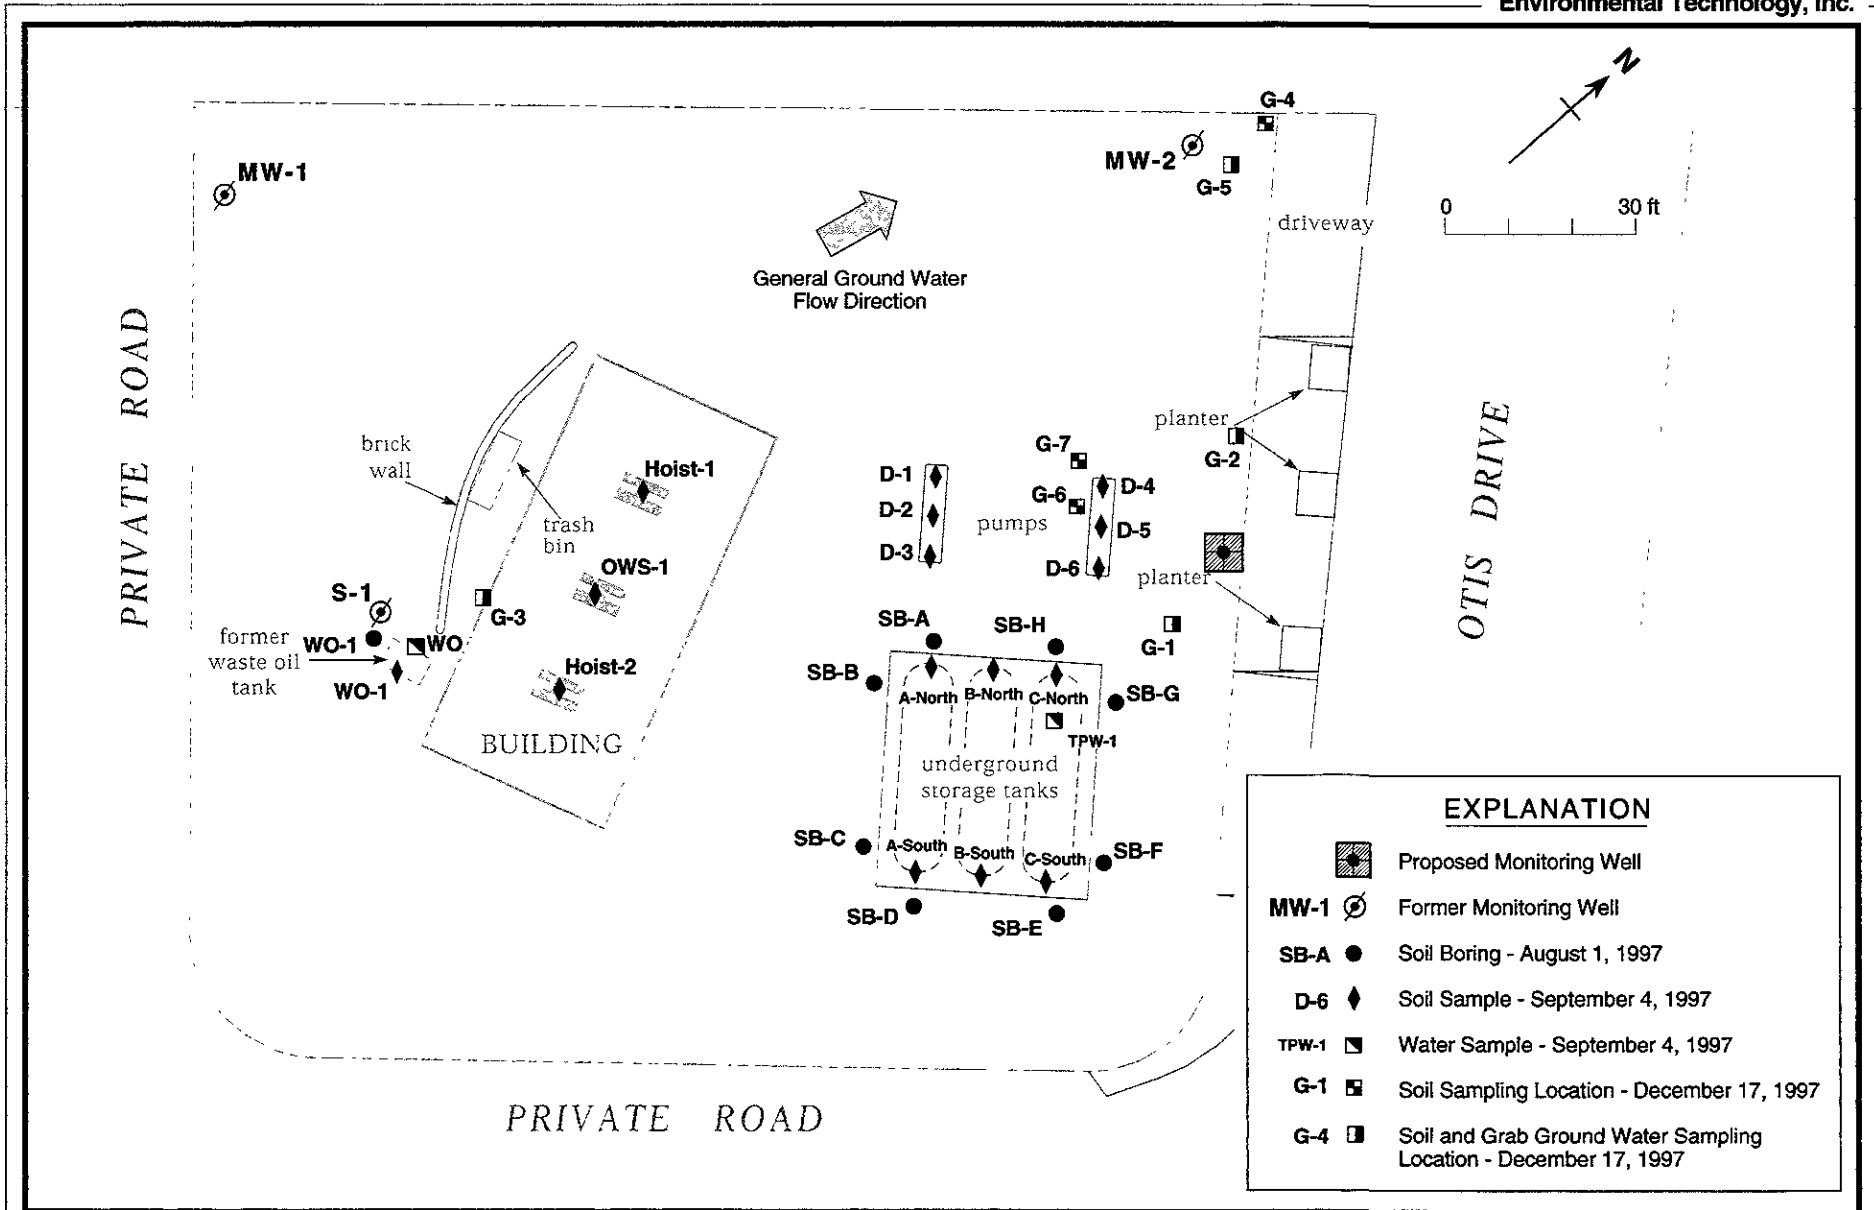 Environmental Technology, Inc.
N
G-4
MW-2
G-5
MW-1
0 30 ft
driveway
General Ground Water
Flow Direction
PRIVATE ROAD
OTIS DRIVE
planter
G-2
brick
wall
Hoist-1
trash
bin
OWS-1
G-7
D-1
D-4
G-6
D-2
pumps
D-5
D-3
D-6
planter
S-1
G-3
WO-1
WO
former
waste oil
tank
WO-1
Hoist-2
BUILDING
SB-A
SB-H
G-1
SB-B
SB-G
A-North
B-North
C-North
TPW-1
underground
storage tanks
SB-C
A-South
B-South
C-South
SB-F
SB-D
SB-E
PRIVATE ROAD
EXPLANATION
Proposed Monitoring Well
MW-1 Former Monitoring Well
SB-A Soil Boring - August 1, 1997
D-6 Soil Sample - September 4, 1997
TPW-1 Water Sample - September 4, 1997
G-1 Soil Sampling Location - December 17, 1997
G-4 Soil and Grab Ground Water Sampling
Location - December 17, 1997